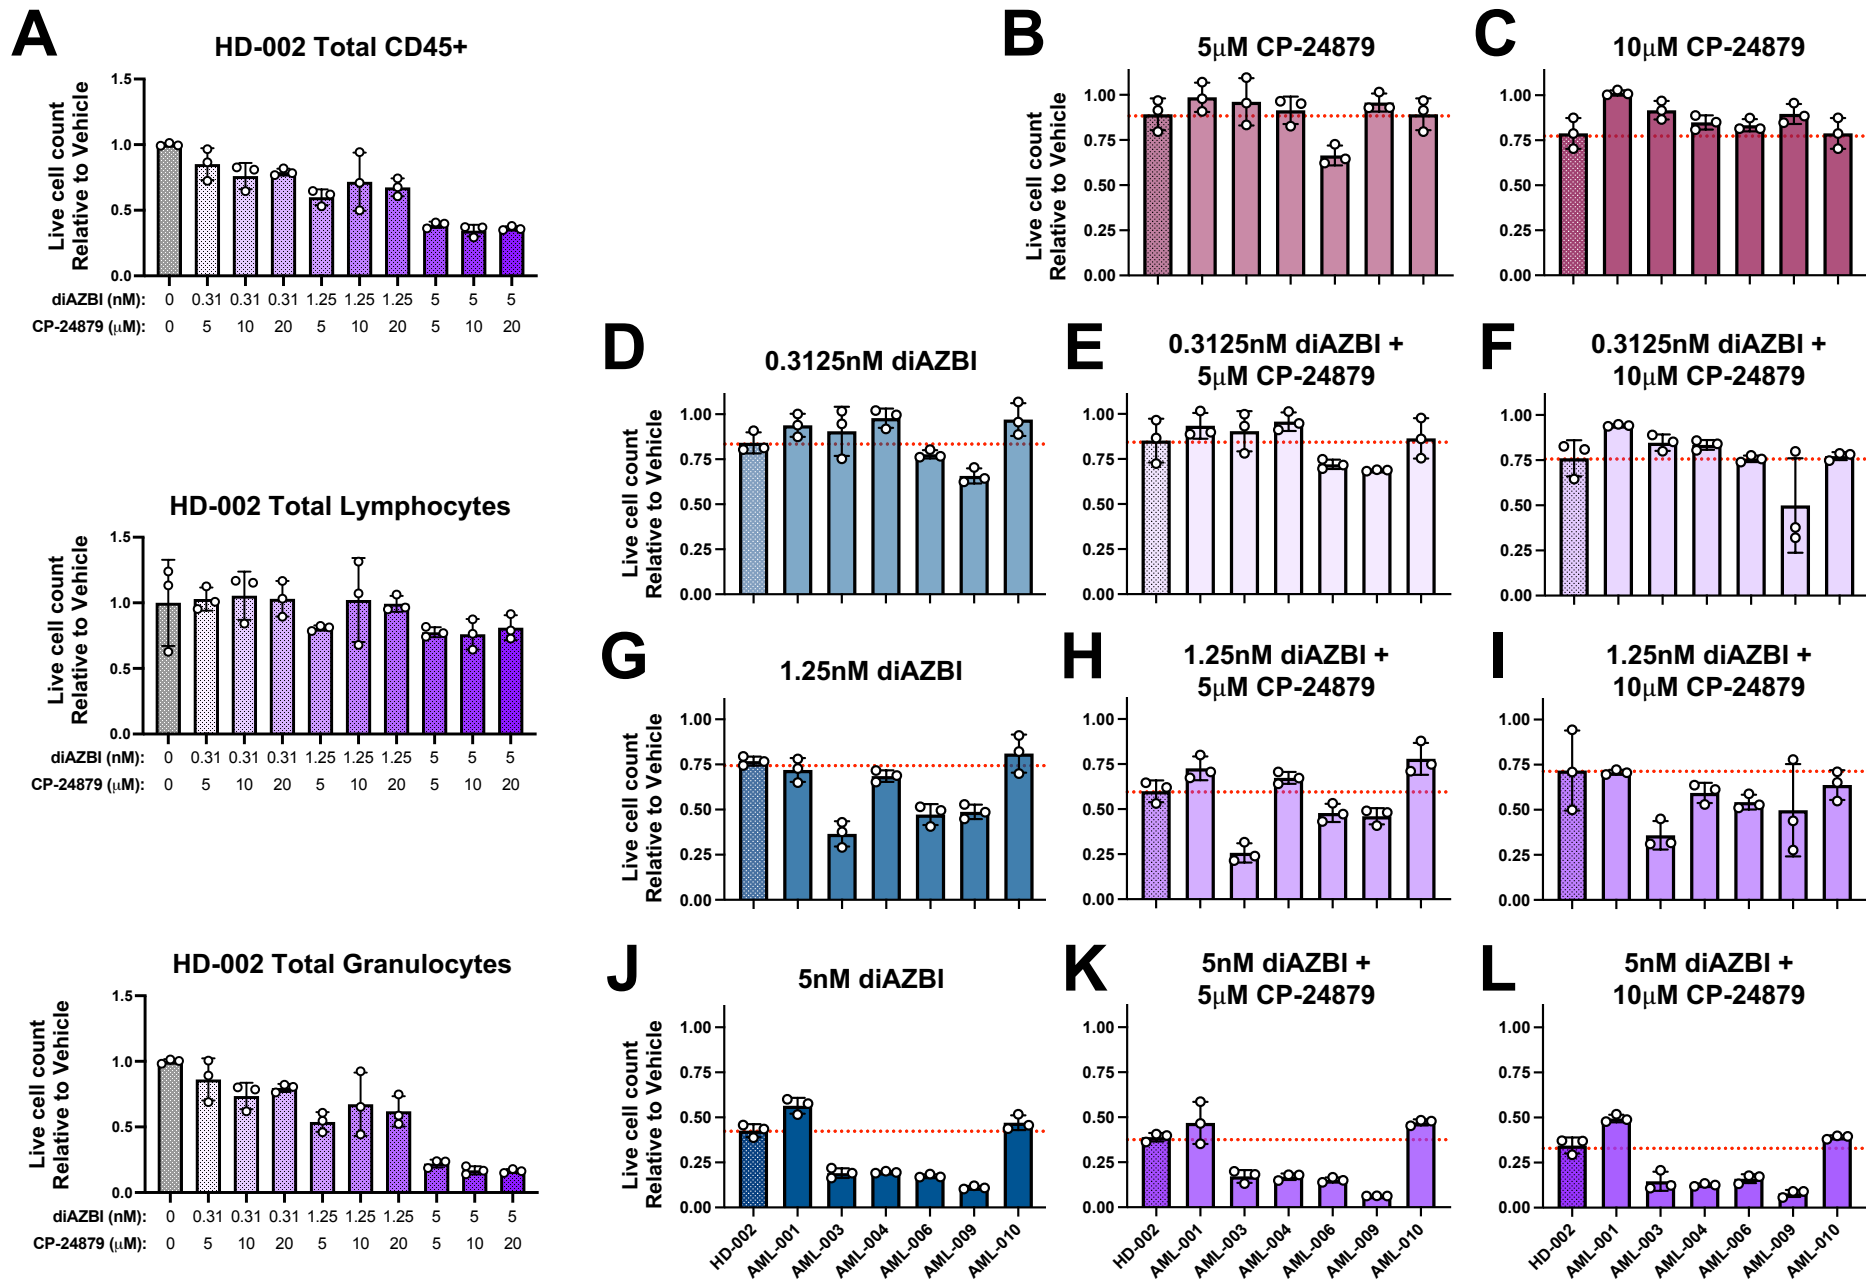 A
HD-002 Total CD45+
Live cell count
Relative to Vehicle
1.5
1.0
0.5
0.0
diAZBI (nM): 0 0.31 0.31 0.31 1.25 1.25 1.25 5 5 5
CP-24879 (μM): 0 5 10 20 5 10 20 5 10 20
HD-002 Total Lymphocytes
Live cell count
Relative to Vehicle
1.5
1.0
0.5
0.0
diAZBI (nM): 0 0.31 0.31 0.31 1.25 1.25 1.25 5 5 5
CP-24879 (μM): 0 5 10 20 5 10 20 5 10 20
HD-002 Total Granulocytes
Live cell count
Relative to Vehicle
1.5
1.0
0.5
0.0
diAZBI (nM): 0 0.31 0.31 0.31 1.25 1.25 1.25 5 5 5
CP-24879 (μM): 0 5 10 20 5 10 20 5 10 20
B
5μM CP-24879
Live cell count
Relative to Vehicle
1.00
0.75
0.50
0.25
0.00
C
10μM CP-24879
1.00
0.75
0.50
0.25
0.00
D
0.3125nM diAZBI
Live cell count
Relative to Vehicle
1.00
0.75
0.50
0.25
0.00
E
0.3125nM diAZBI +
5μM CP-24879
1.00
0.75
0.50
0.25
0.00
F
0.3125nM diAZBI +
10μM CP-24879
1.00
0.75
0.50
0.25
0.00
G
1.25nM diAZBI
Live cell count
Relative to Vehicle
1.00
0.75
0.50
0.25
0.00
H
1.25nM diAZBI +
5μM CP-24879
1.00
0.75
0.50
0.25
0.00
I
1.25nM diAZBI +
10μM CP-24879
1.00
0.75
0.50
0.25
0.00
J
5nM diAZBI
Live cell count
Relative to Vehicle
1.00
0.75
0.50
0.25
0.00
HD-002 AML-001 AML-003 AML-004 AML-006 AML-009 AML-010
K
5nM diAZBI +
5μM CP-24879
1.00
0.75
0.50
0.25
0.00
HD-002 AML-001 AML-003 AML-004 AML-006 AML-009 AML-010
L
5nM diAZBI +
10μM CP-24879
1.00
0.75
0.50
0.25
0.00
HD-002 AML-001 AML-003 AML-004 AML-006 AML-009 AML-010